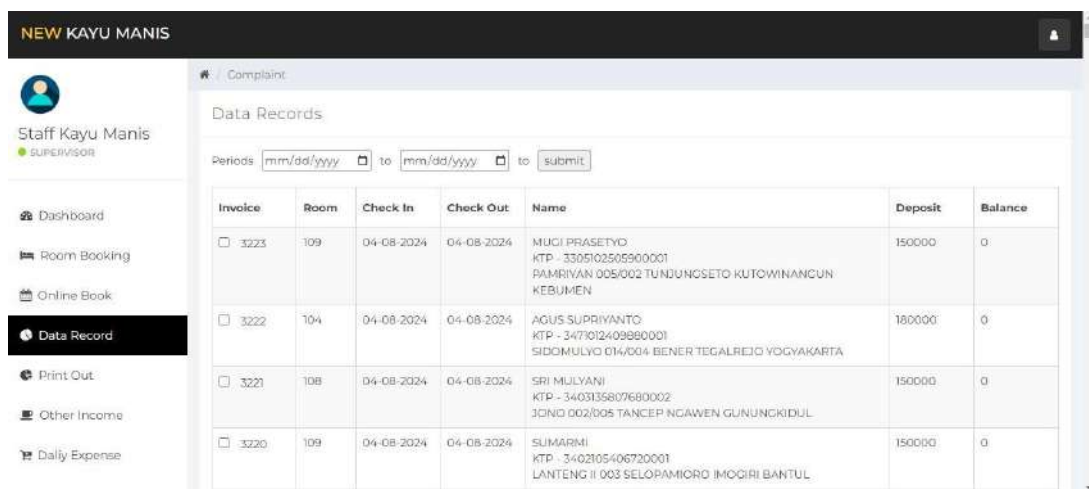 NEW KAYU MANIS
Staff Kayu Manis
SUPERVISOR
Dashboard
Room Booking
Online Book
Data Record
Print Out
Other Income
Daliy Expense
/ Complaint
Data Records
Periods mm/dd/yyyy to mm/dd/yyyy to submit
Invoice Room Check In Check Out Name Deposit Balance
3223 109 04-08-2024 04-08-2024 MUGI PRASETYO 150000 0
KTP - 3305102505900001
PAMRIYAN 005/002 TUNJUNGSETO KUTOWINANGUN
KEBUMEN
3222 104 04-08-2024 04-08-2024 AGUS SUPRIYANTO 180000 0
KTP - 3471012409880001
SIDOMULYO 014/004 BENER TEGALREJO YOGYAKARTA
3221 108 04-08-2024 04-08-2024 SRI MULYANI 150000 0
KTP - 3403135807680002
JONO 002/005 TANCEP NGAWEN GUNUNGKIDUL
3220 109 04-08-2024 04-08-2024 SUMARMI 150000 0
KTP - 3402105406720001
LANTENG II 003 SELOPAMIORO IMOGIRI BANTUL